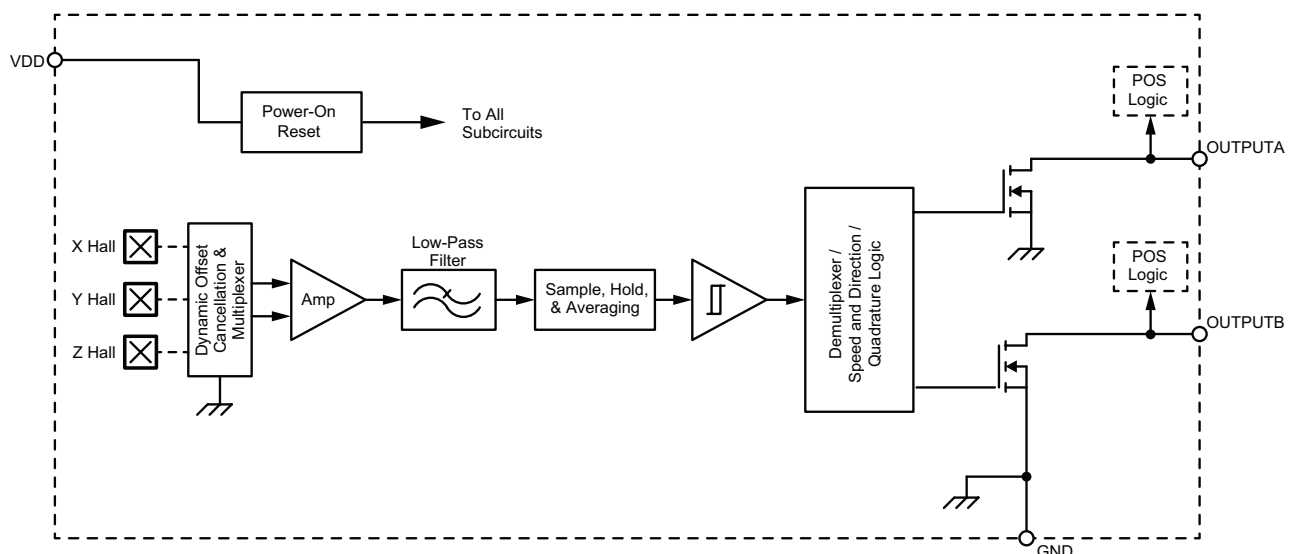 VDD
Power-On
Reset
To All
Subcircuits
POS
Logic
OUTPUTA
X Hall
Y Hall
Z Hall
Dynamic Offset
Cancellation &
Multiplexer
Amp
Low-Pass
Filter
Sample, Hold,
& Averaging
Demultiplexer /
Speed and Direction /
Quadrature Logic
POS
Logic
OUTPUTB
GND